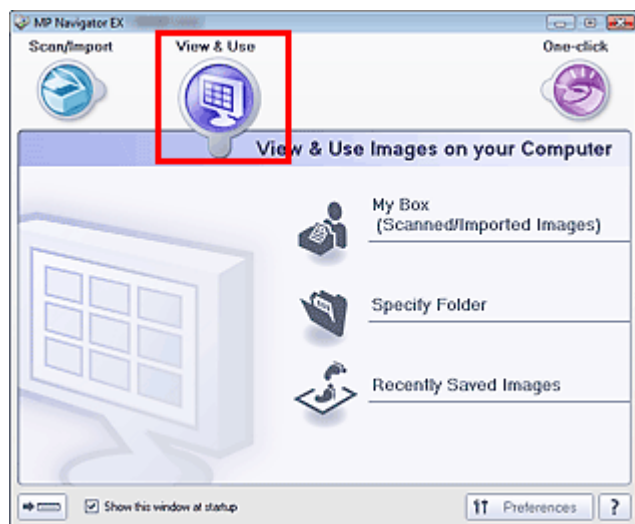 MP Navigator EX
Scan/Import
View & Use
One-click
View & Use Images on your Computer
My Box
(Scanned/Imported Images)
Specify Folder
Recently Saved Images
Show this window at startup
Preferences
?